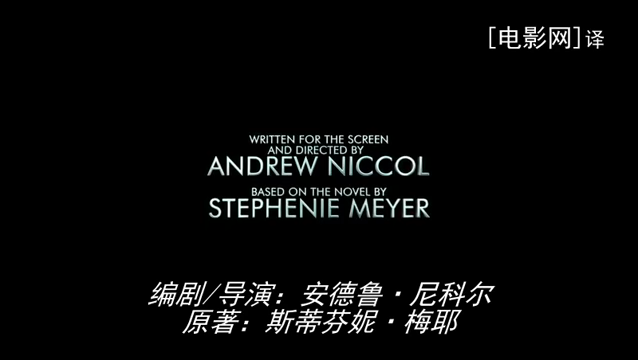 [电影网]译
WRITTEN FOR THE SCREEN
AND DIRECTED BY
ANDREW NICCOL
BASED ON THE NOVEL BY
STEPHENIE MEYER
编剧/导演：安德鲁·尼科尔
原著：斯蒂芬妮·梅耶